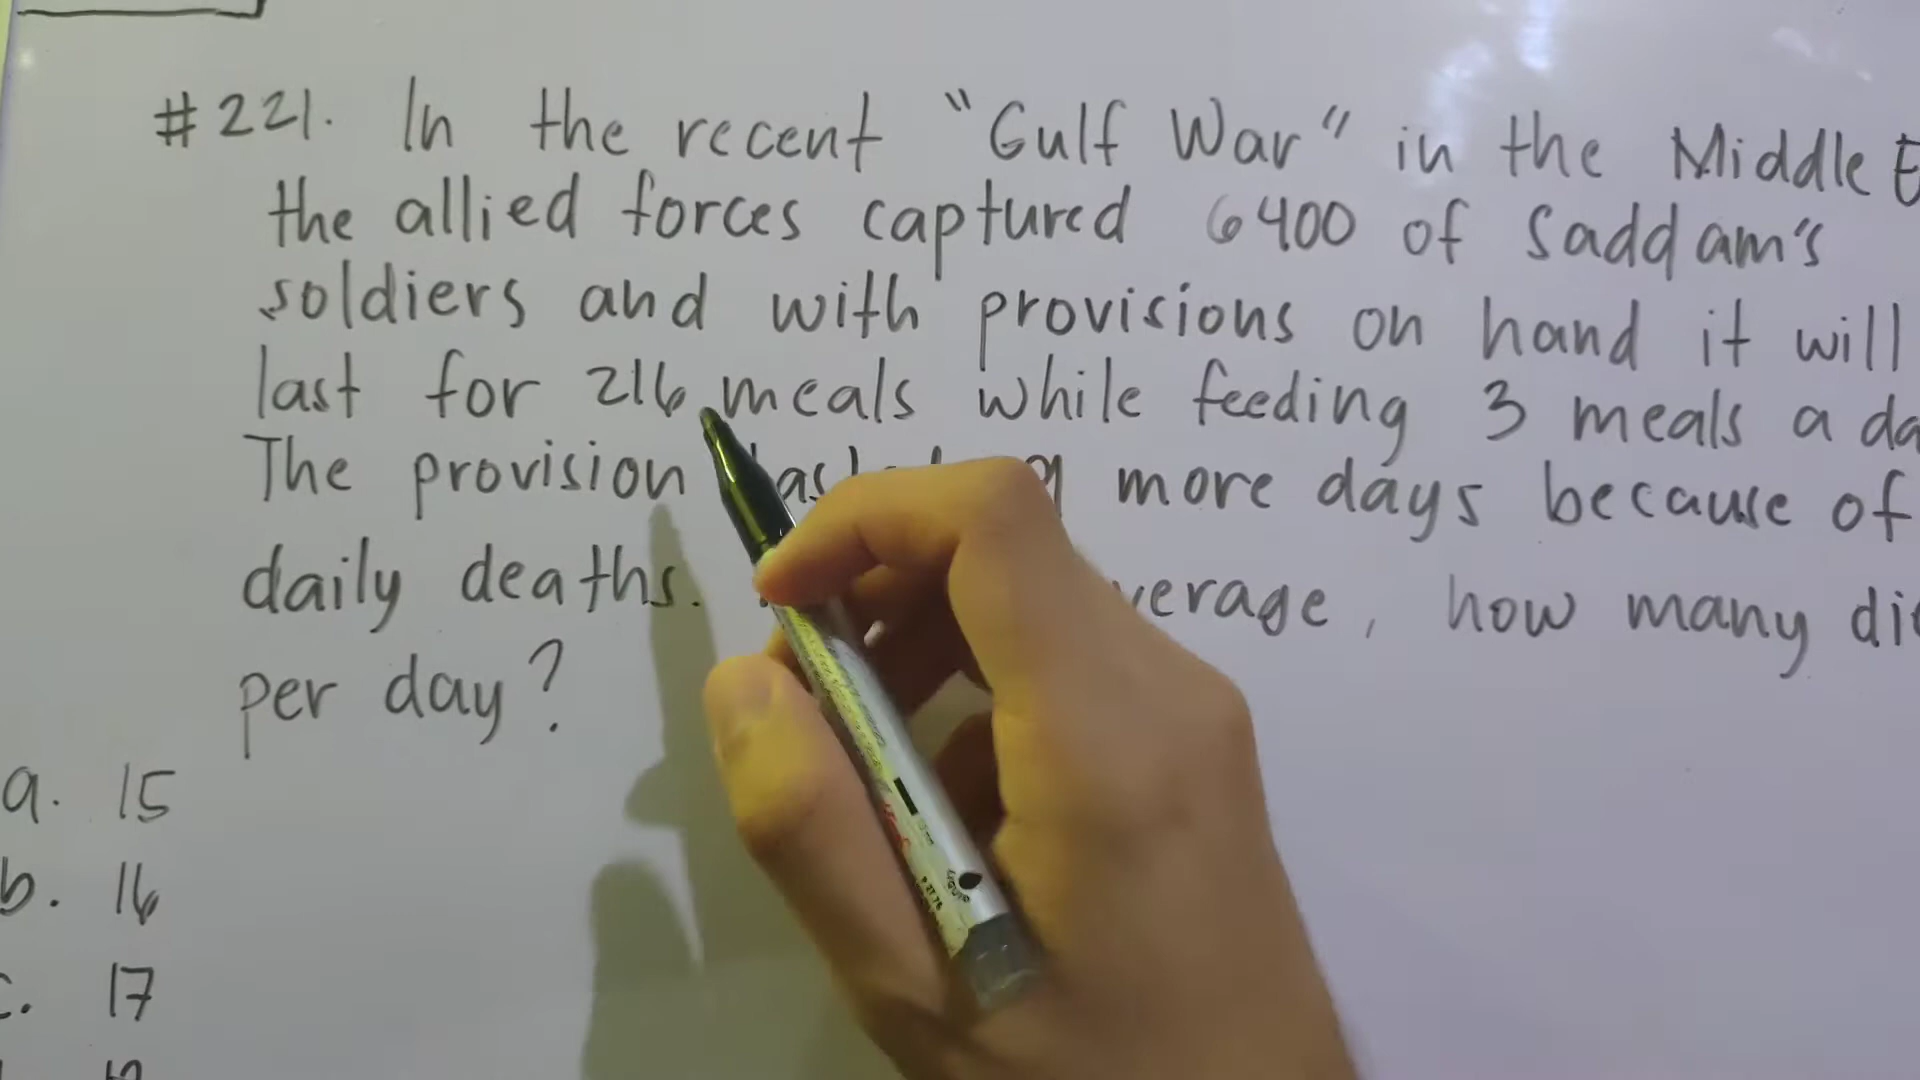 #221. In the recent "Gulf War" in the Middle E
the allied forces captured 6400 of Saddam's
soldiers and with provisions on hand it will
last for 216 meals while feeding 3 meals a da
The provision 9 more days because of
daily deaths. verage, how many di
per day?
a. 15
b. 16
c. 17